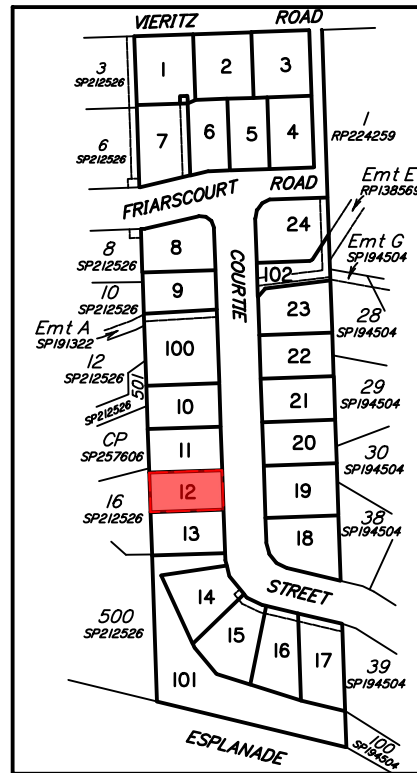 VIERITZ ROAD
3
SP212526
1
2
3
6
SP212526
7
6
5
4
1
RP224259
FRIARSCOURT ROAD
Emt E
RP138569
Emt G
SP194504
8
SP212526
8
COURTIE
24
102
10
SP212526
9
23
28
SP194504
Emt A
SP191322
100
22
12
SP212526
501
SP212526
10
21
29
SP194504
CP
SP257606
11
20
30
SP194504
16
SP212526
12
19
38
SP194504
13
18
STREET
500
SP212526
14
15
16
17
39
SP194504
101
100
SP194504
ESPLANADE